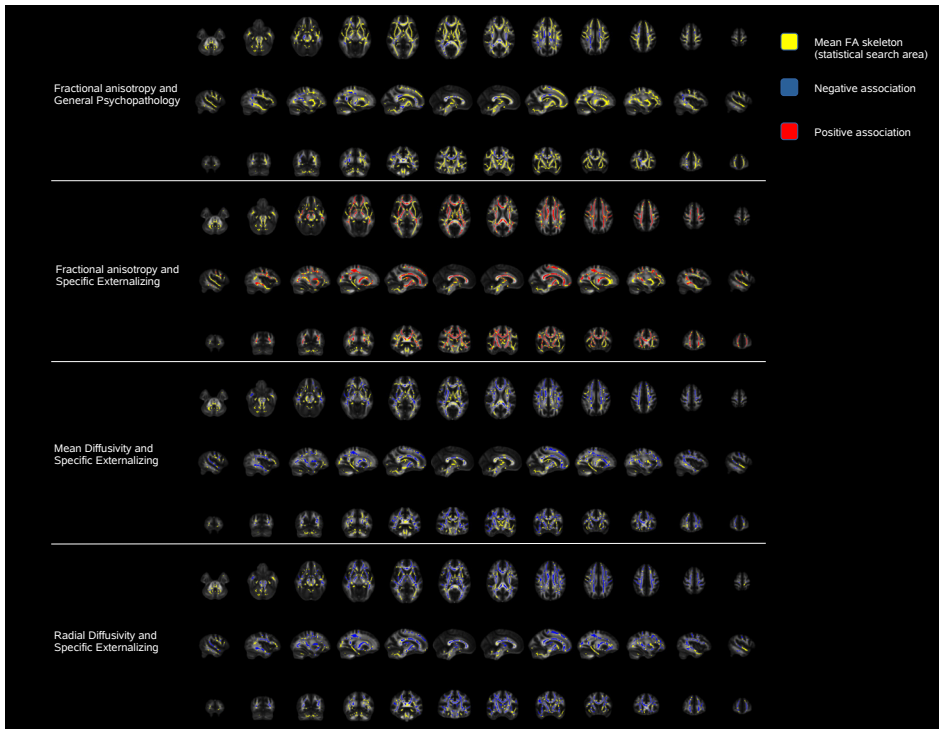 Mean FA skeleton
(statistical search area)
Fractional anisotropy and
General Psychopathology
Negative association
Positive association
Fractional anisotropy and
Specific Externalizing
Mean Diffusivity and
Specific Externalizing
Radial Diffusivity and
Specific Externalizing